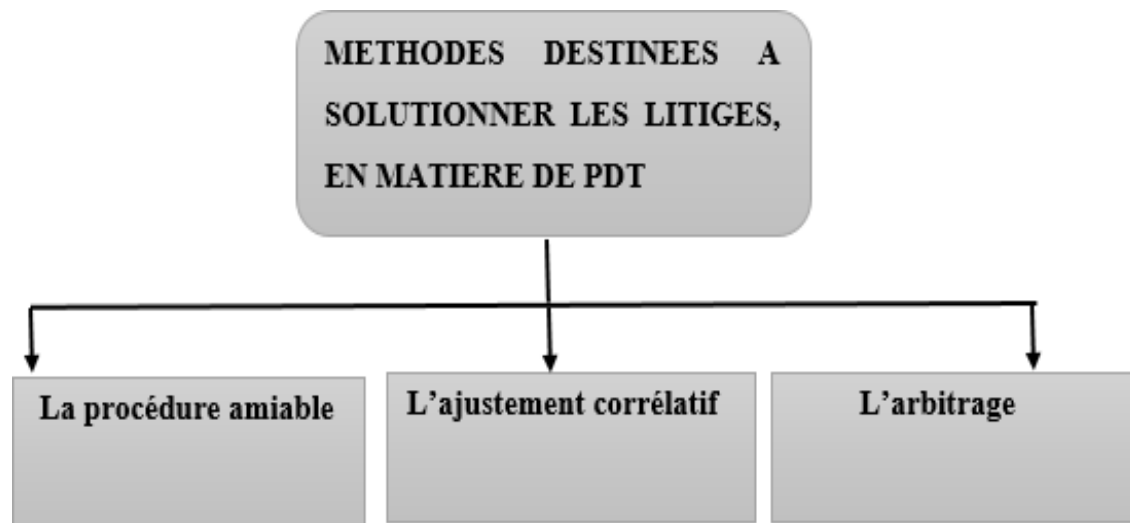 METHODES DESTINEES A
SOLUTIONNER LES LITIGES,
EN MATIERE DE PDT
La procédure amiable
L’ajustement corrélatif
L’arbitrage